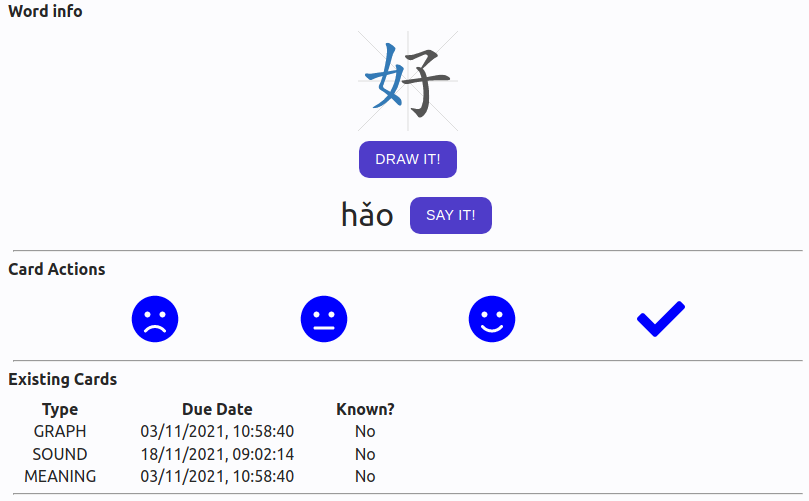 Word info
好
DRAW IT!
hǎo SAY IT!
Card Actions
Existing Cards
Type Due Date Known?
GRAPH 03/11/2021, 10:58:40 No
SOUND 18/11/2021, 09:02:14 No
MEANING 03/11/2021, 10:58:40 No